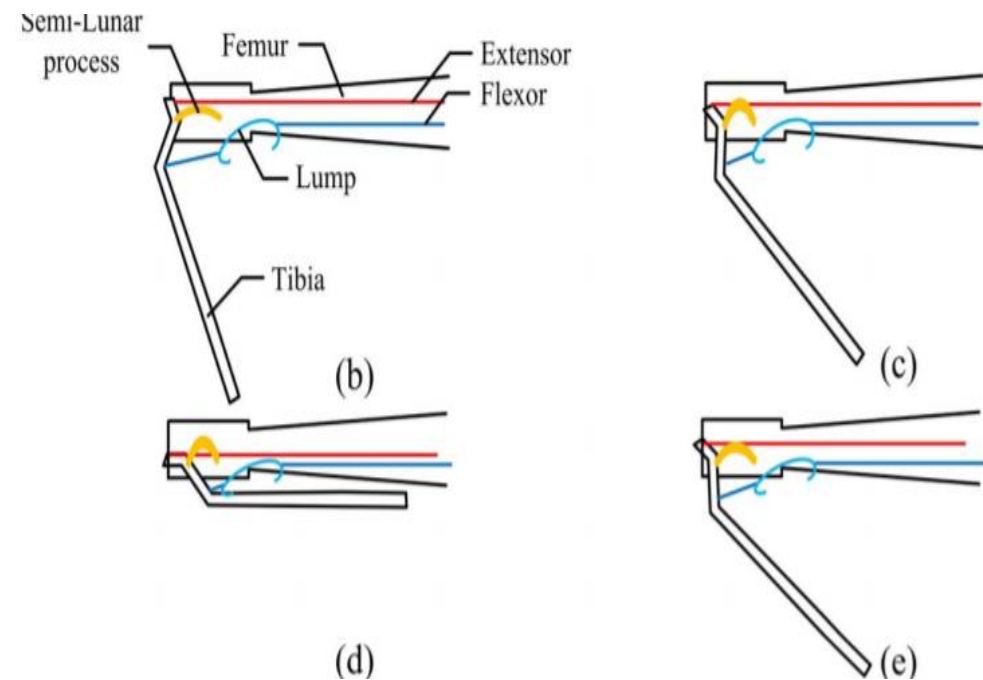 Semi-Lunar
process
Femur
Extensor
Flexor
Lump
Tibia
(b)
(c)
(d)
(e)